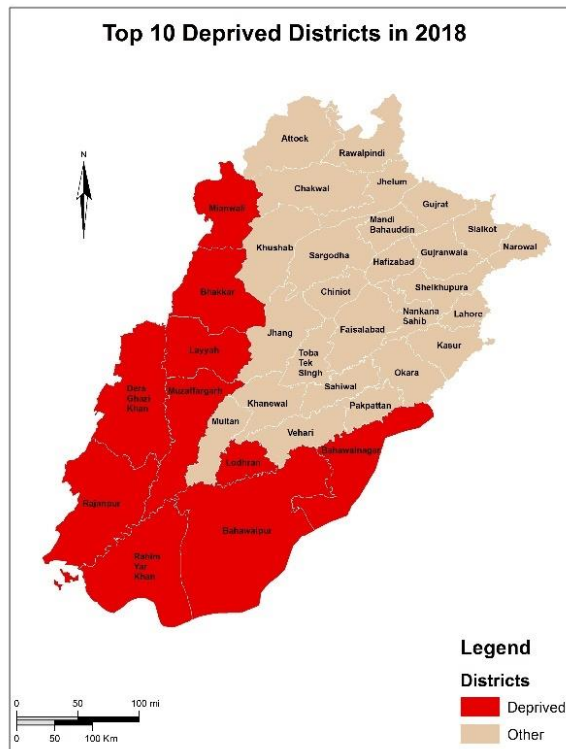 Top 10 Deprived Districts in 2018
N
Attock
Rawalpindi
Chakwal
Jhelum
Gujrat
Mianwali
Mandi
Bahauddin
Sialkot
Narowal
Khushab
Sargodha
Hafizabad
Gujranwala
Bhakkar
Chiniot
Sheikhupura
Nankana
Sahib
Lahore
Jhang
Faisalabad
Kasur
Layyah
Toba
Tek
Singh
Okara
Dera
Ghazi
Khan
Muzaffargarh
Sahiwal
Khanewal
Pakpattan
Multan
Vehari
Bahawalnagar
Lodhran
Rajanpur
Bahawalpur
Rahim
Yar
Khan
Legend
Districts
Deprived
Other
0 50 100 mi
0 50 100 Km